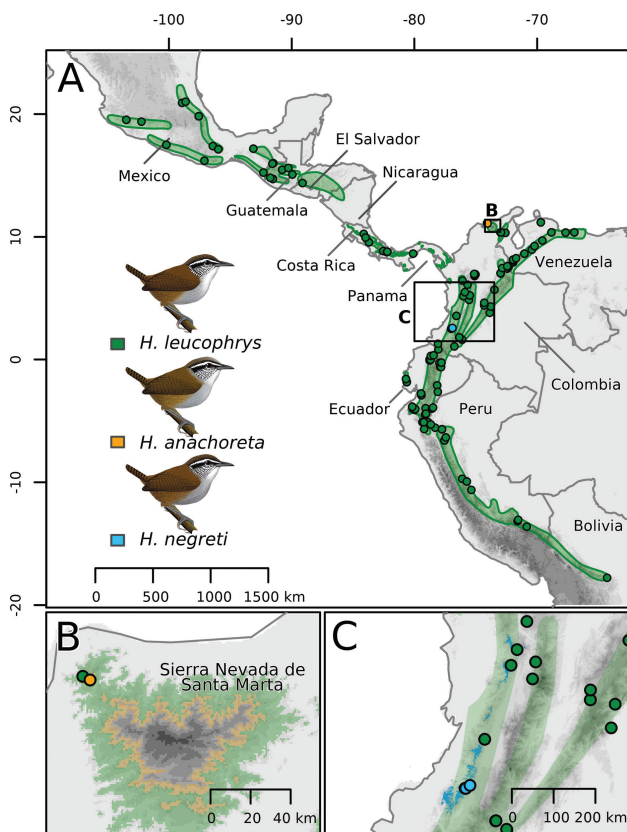 -100 -90 -80 -70
A
20
10
0
-10
-20
Mexico
El Salvador
Nicaragua
Guatemala
Costa Rica
Panama
B
Venezuela
C
Colombia
Ecuador
Peru
Bolivia
H. leucophrys
H. anachoreta
H. negreti
0 500 1000 1500 km
B
Sierra Nevada de
Santa Marta
0 20 40 km
C
0 100 200 km